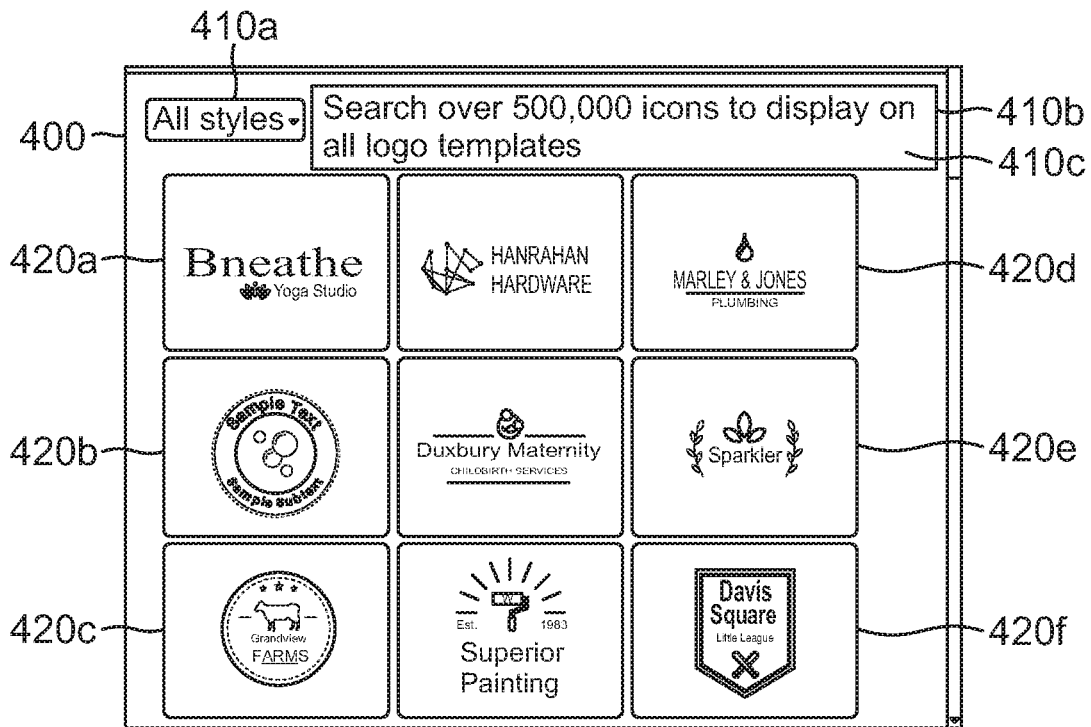 410a
All styles
Search over 500,000 icons to display on
all logo templates
410b
400
410c
420a
Bneathe
Yoga Studio
HANRAHAN
HARDWARE
MARLEY & JONES
PLUMBING
420d
420b
Sample Text
sample subtext
Duxbury Maternity
CHILDBIRTH SERVICES
Sparkler
420e
420c
Grandview
FARMS
Est. 1983
Superior
Painting
Davis
Square
Little League
420f